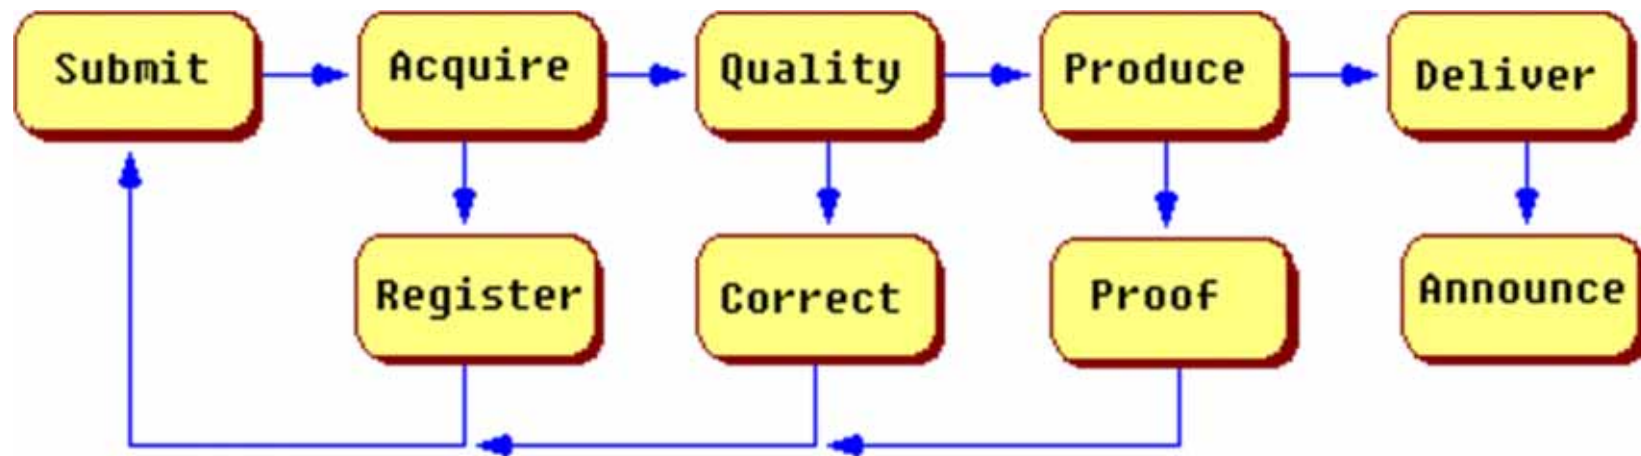 Submit
Acquire
Quality
Produce
Deliver
Register
Correct
Proof
Announce